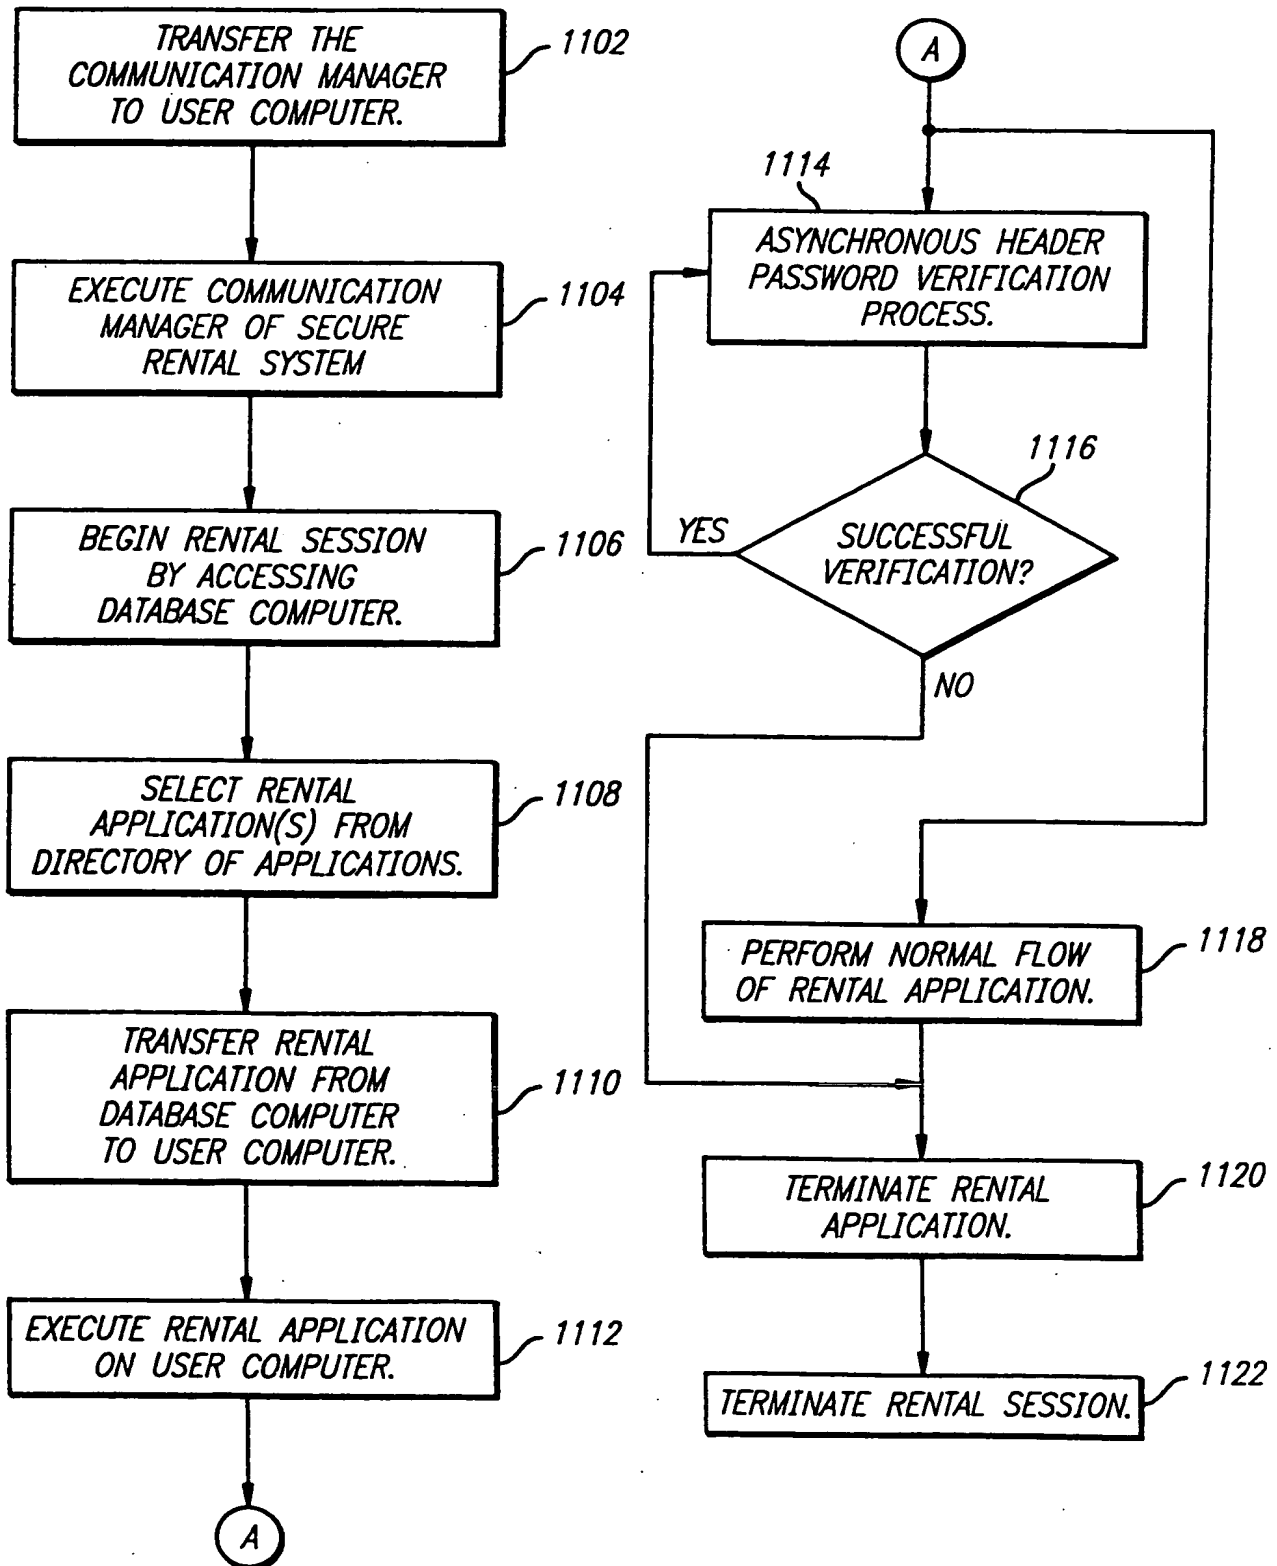 TRANSFER THE
COMMUNICATION MANAGER
TO USER COMPUTER.
1102
EXECUTE COMMUNICATION
MANAGER OF SECURE
RENTAL SYSTEM
1104
BEGIN RENTAL SESSION
BY ACCESSING
DATABASE COMPUTER.
1106
SELECT RENTAL
APPLICATION(S) FROM
DIRECTORY OF APPLICATIONS.
1108
TRANSFER RENTAL
APPLICATION FROM
DATABASE COMPUTER
TO USER COMPUTER.
1110
EXECUTE RENTAL APPLICATION
ON USER COMPUTER.
1112
A
A
1114
ASYNCHRONOUS HEADER
PASSWORD VERIFICATION
PROCESS.
1116
SUCCESSFUL
VERIFICATION?
YES
NO
PERFORM NORMAL FLOW
OF RENTAL APPLICATION.
1118
TERMINATE RENTAL
APPLICATION.
1120
TERMINATE RENTAL SESSION.
1122